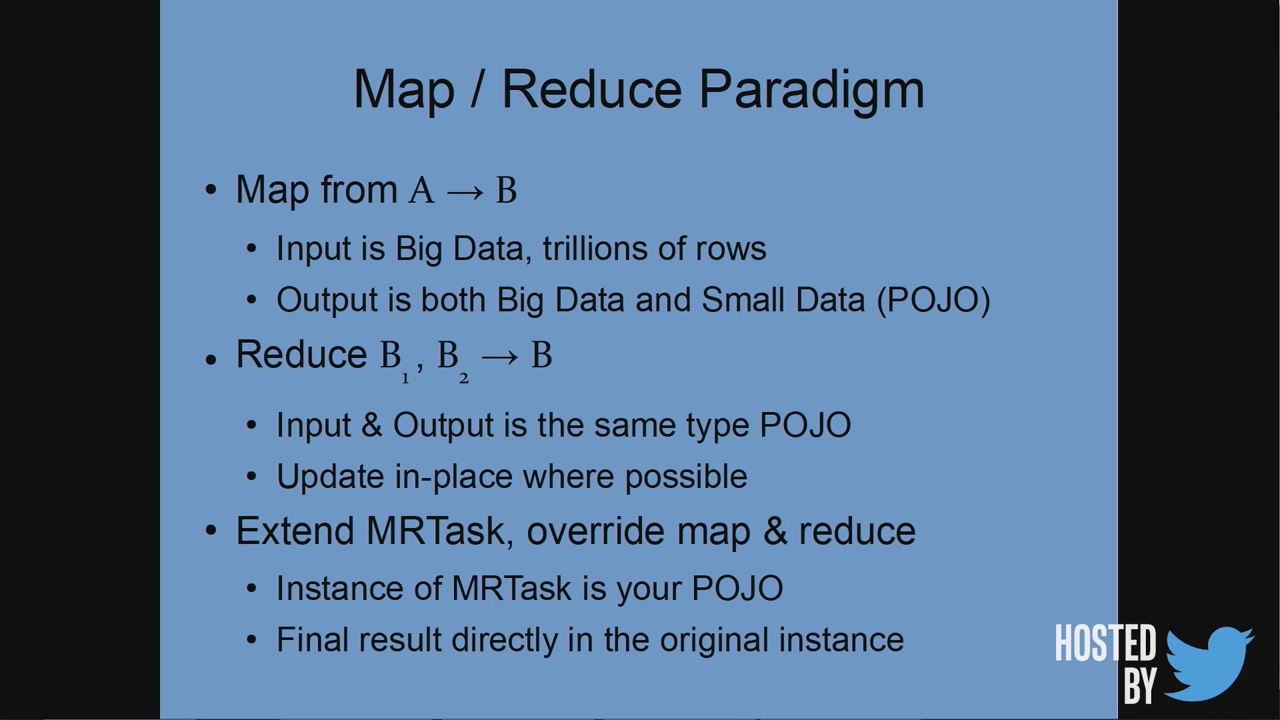 Map / Reduce Paradigm
• Map from A → B
• Input is Big Data, trillions of rows
• Output is both Big Data and Small Data (POJO)
• Reduce B₁, B₂ → B
• Input & Output is the same type POJO
• Update in-place where possible
• Extend MRTask, override map & reduce
• Instance of MRTask is your POJO
• Final result directly in the original instance
HOSTED
BY